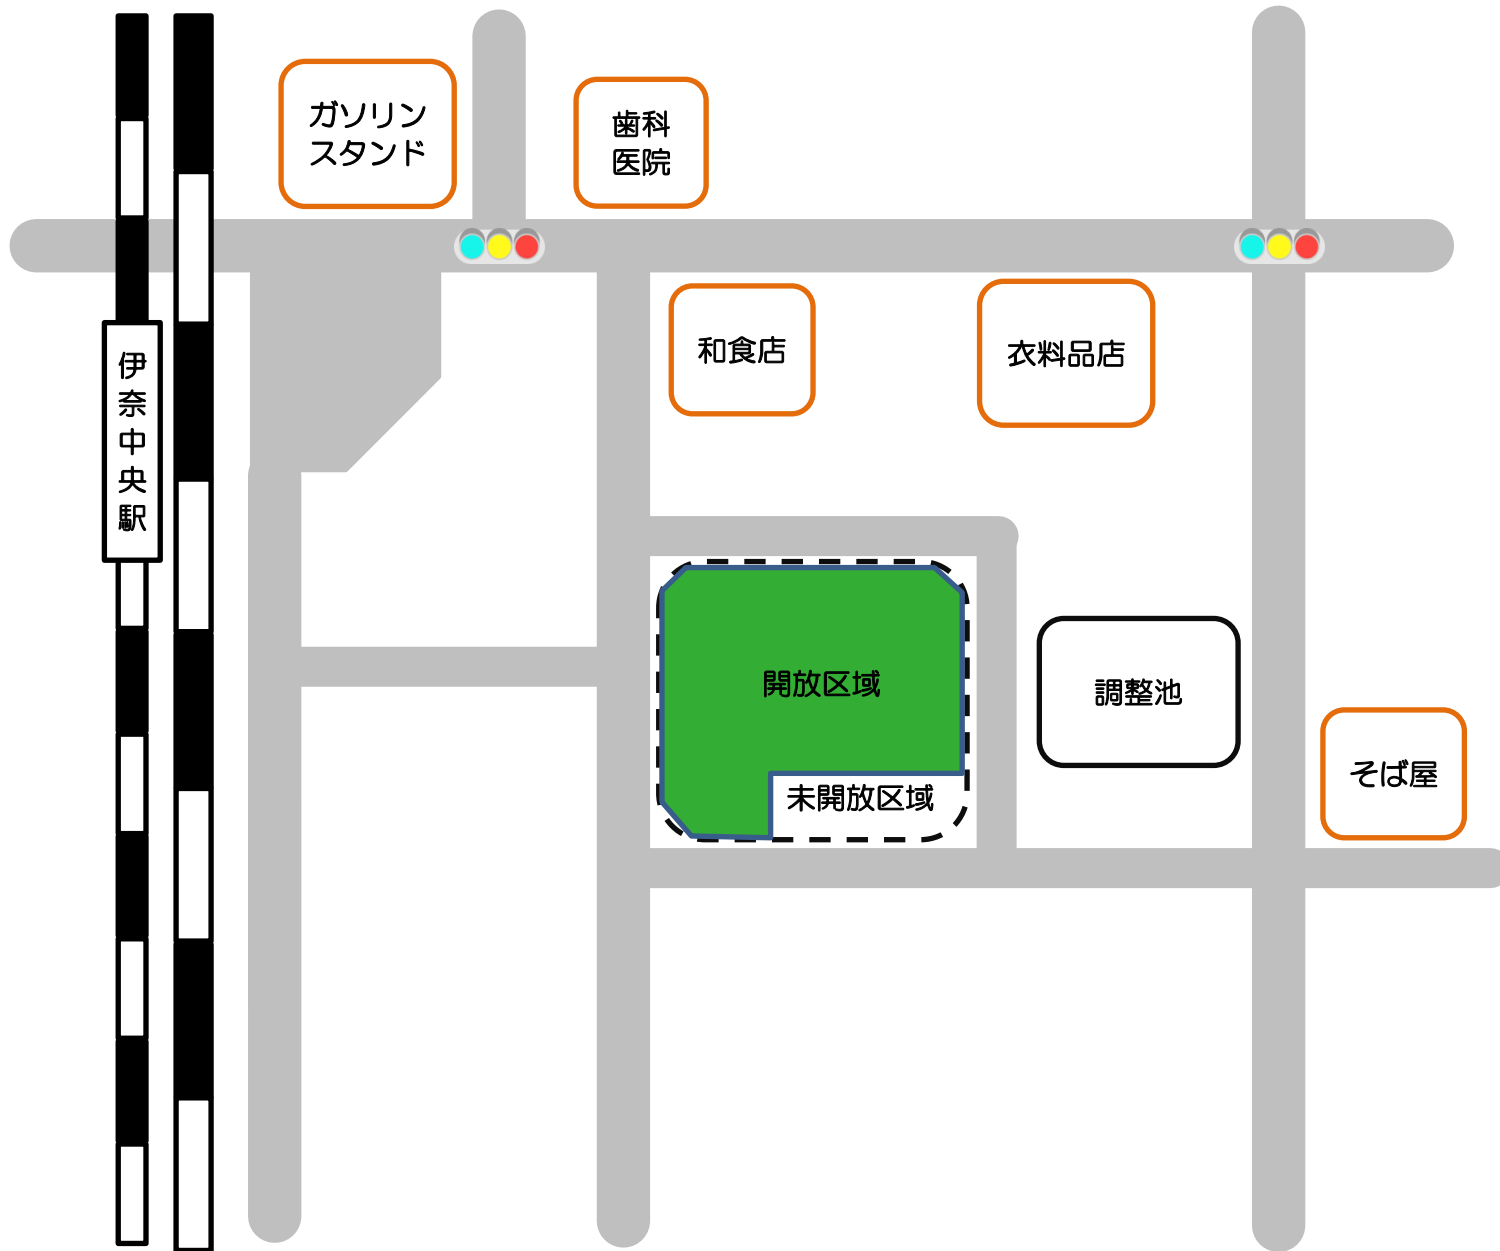 ガソリン
スタンド
歯科
医院
和食店
衣料品店
伊奈中央駅
開放区域
調整池
未開放区域
そば屋